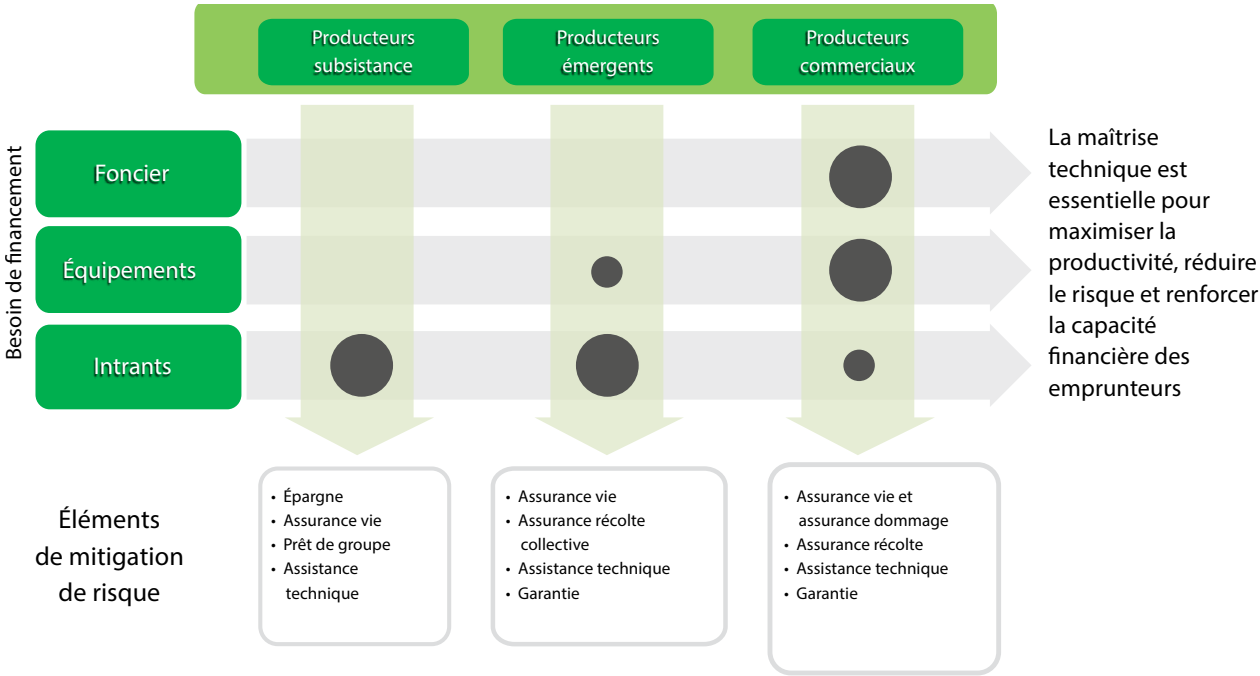 Producteurs
subsistance
Producteurs
émergents
Producteurs
commerciaux
Besoin de financement
Foncier
Équipements
Intrants
La maîtrise
technique est
essentielle pour
maximiser la
productivité, réduire
le risque et renforcer
la capacité
financière des
emprunteurs
Éléments
de mitigation
de risque
• Épargne
• Assurance vie
• Prêt de groupe
• Assistance
technique
• Assurance vie
• Assurance récolte
collective
• Assistance technique
• Garantie
• Assurance vie et
assurance dommage
• Assurance récolte
• Assistance technique
• Garantie